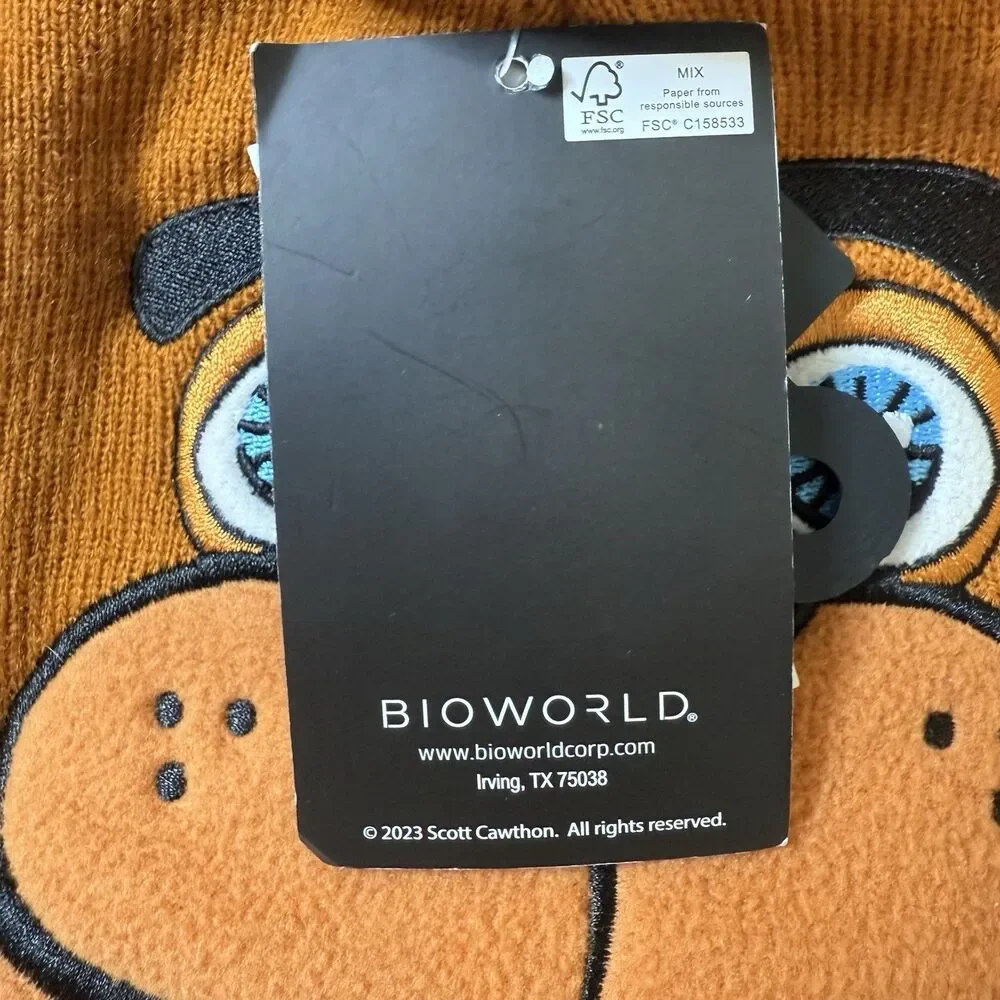 FSC®
www.fsc.org
MIX
Paper from
responsible sources
FSC® C158533
BIOWORLD®
www.bioworldcorp.com
Irving, TX 75038
© 2023 Scott Cawthon. All rights reserved.